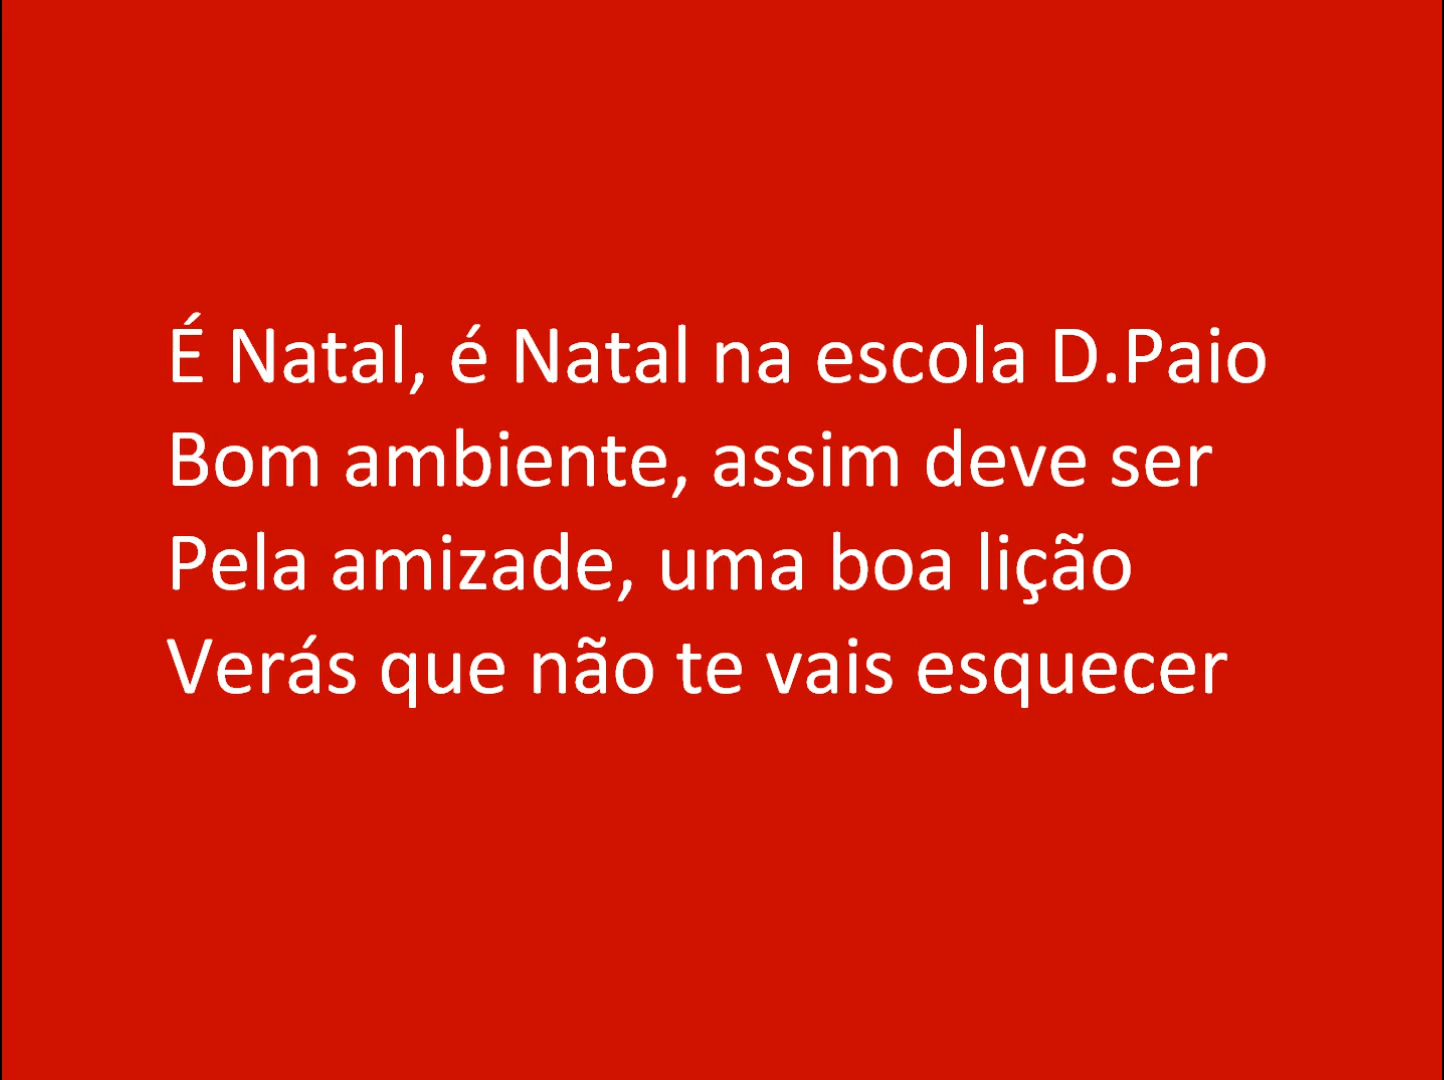 É Natal, é Natal na escola D.Paio
Bom ambiente, assim deve ser
Pela amizade, uma boa lição
Verás que não te vais esquecer